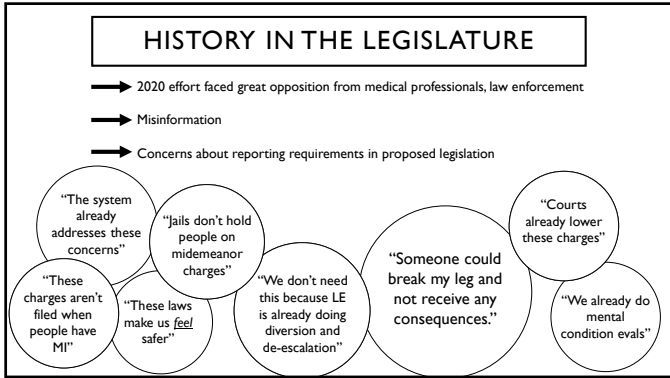 HISTORY IN THE LEGISLATURE
2020 effort faced great opposition from medical professionals, law enforcement
Misinformation
Concerns about reporting requirements in proposed legislation
“The
system
already
addresses these
concerns”
“Jails don’t hold
people on
midemeanor
charges”
“Courts
already lower
these charges”
“Someone could
break my leg and
not receive any
consequences.”
“These
charges aren’t
filed when
people have
MI”
“These laws
make us feel
safer”
“We don’t need
this because LE
is already doing
diversion and
de-escalation”
“We already do
mental
condition evals”